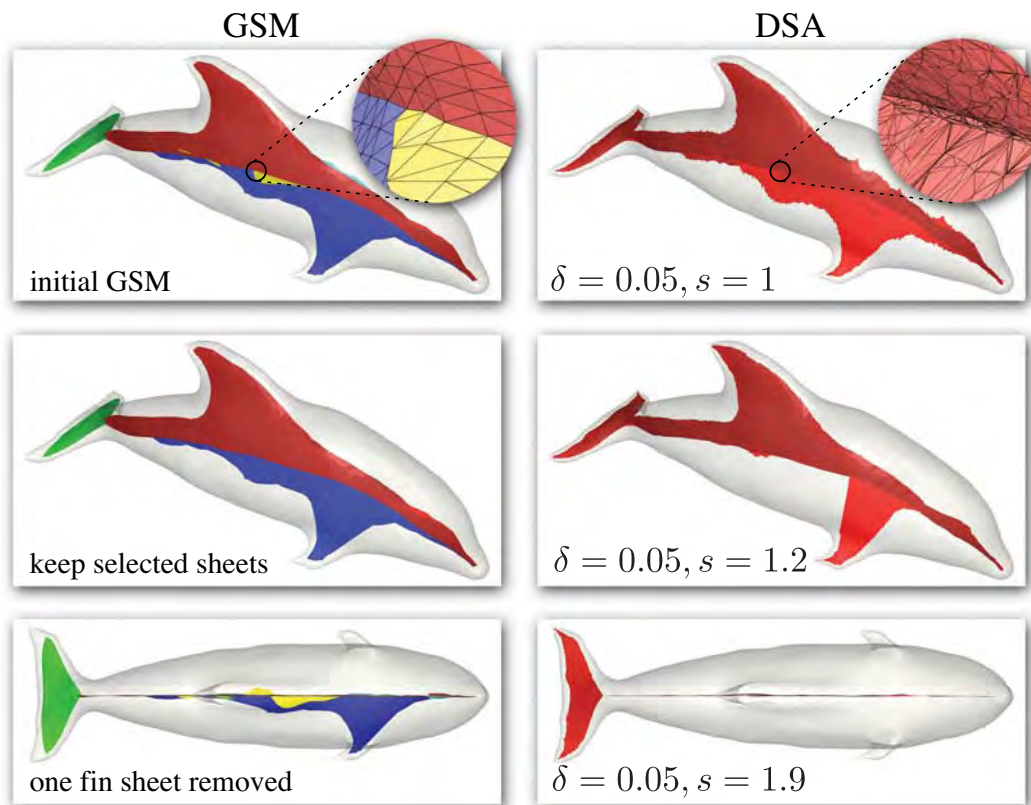 GSM
DSA
initial GSM
δ = 0.05, s = 1
keep selected sheets
δ = 0.05, s = 1.2
one fin sheet removed
δ = 0.05, s = 1.9